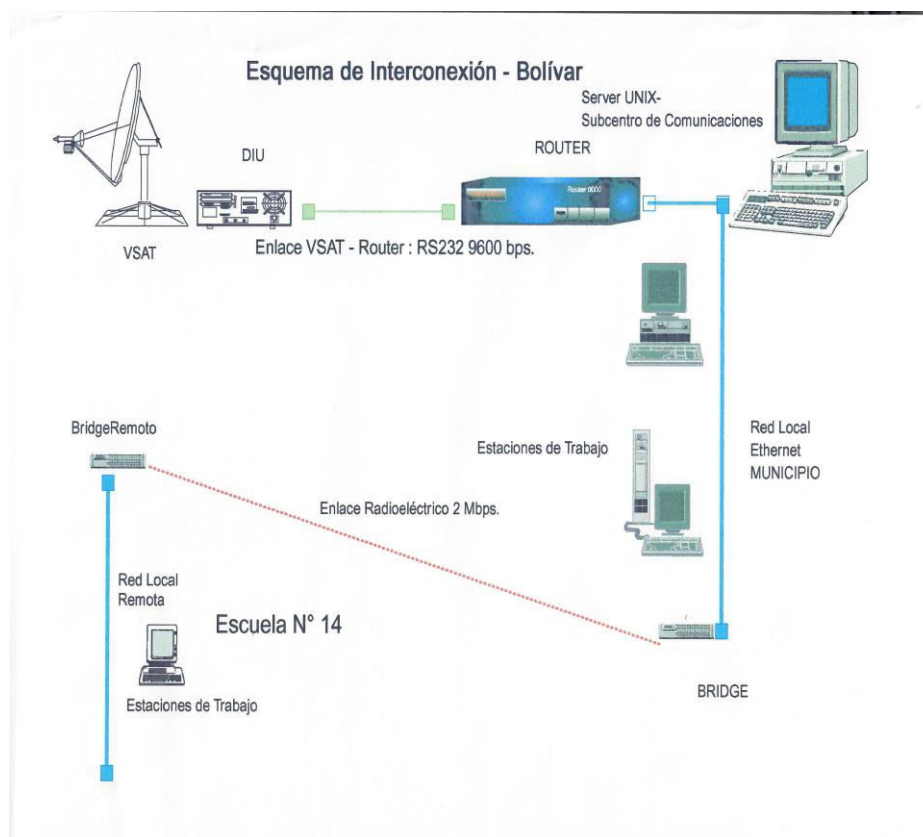 Esquema de Interconexión - Bolívar
Server UNIX-
Subcentro de Comunicaciones
DIU
ROUTER
Router 0000
VSAT
Enlace VSAT - Router : RS232 9600 bps.
BridgeRemoto
Estaciones de Trabajo
Red Local
Ethernet
MUNICIPIO
Enlace Radioeléctrico 2 Mbps.
Red Local
Remota
Escuela N° 14
Estaciones de Trabajo
BRIDGE